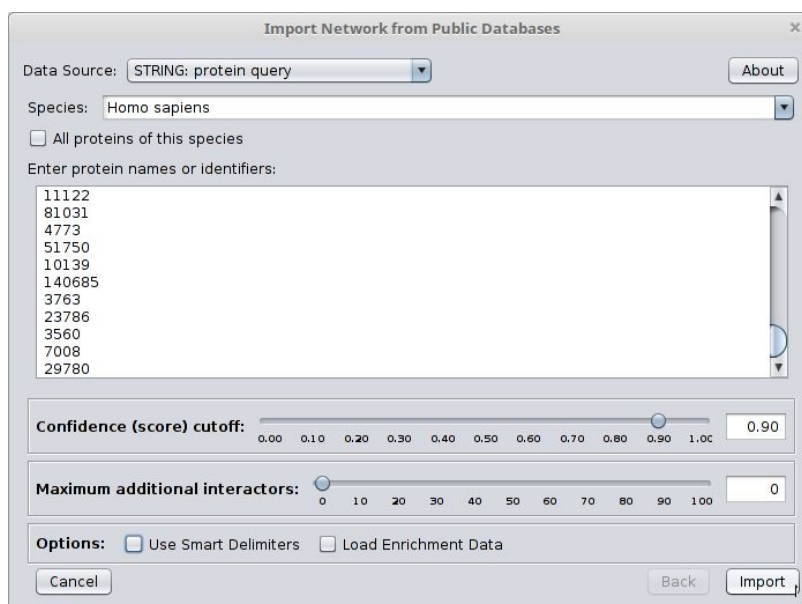 Import Network from Public Databases ×
Data Source: STRING: protein query About
Species: Homo sapiens
All proteins of this species
Enter protein names or identifiers:
11122
81031
4773
51750
10139
140685
3763
23786
3560
7008
29780
Confidence (score) cutoff: 0.90
0.00 0.10 0.20 0.30 0.40 0.50 0.60 0.70 0.80 0.90 1.0C
Maximum additional interactors: 0
0 10 20 30 40 50 60 70 80 90 100
Options: Use Smart Delimiters Load Enrichment Data
Cancel Back Import